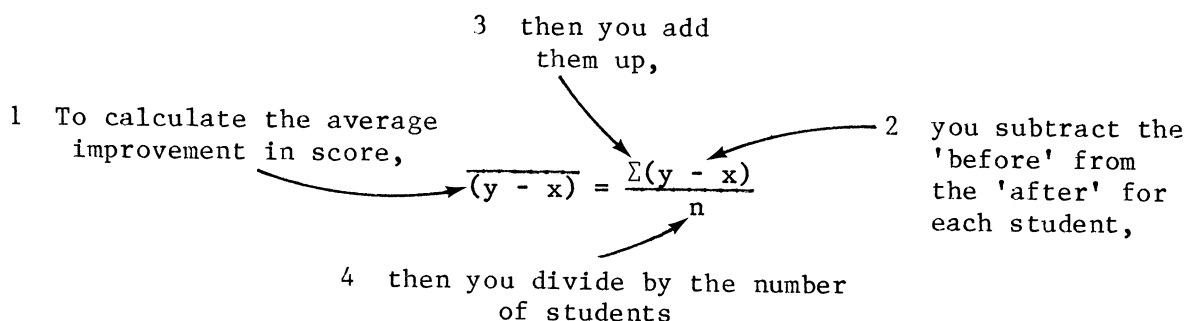 1 To calculate the average
improvement in score,
2 you subtract the
'before' from
the 'after' for
each student,
3 then you add
them up,
4 then you divide by the number
of students
(y - x) = Σ(y - x)
n